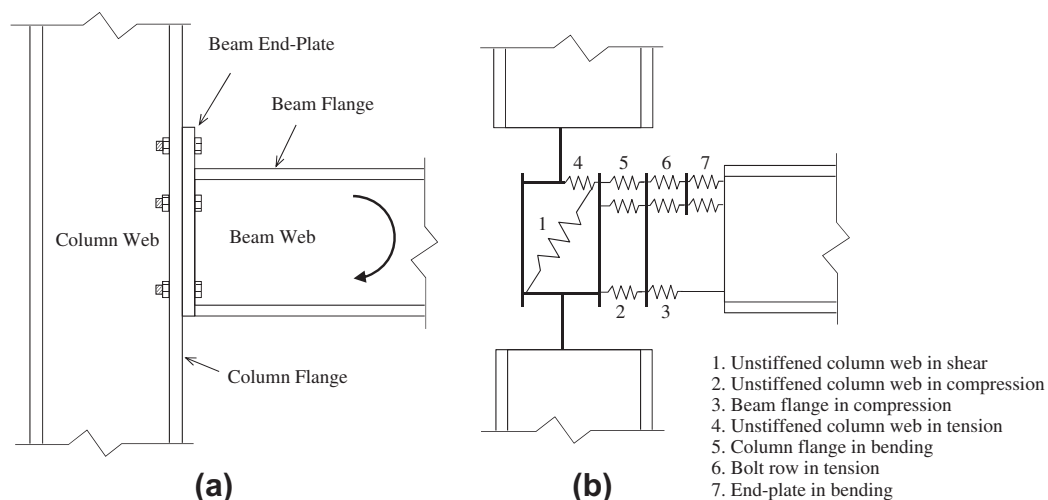 Beam End-Plate
Beam Flange
Column Web
Beam Web
Column Flange
(a)
4 5 6 7
1
2 3
1. Unstiffened column web in shear
2. Unstiffened column web in compression
3. Beam flange in compression
4. Unstiffened column web in tension
5. Column flange in bending
6. Bolt row in tension
7. End-plate in bending
(b)